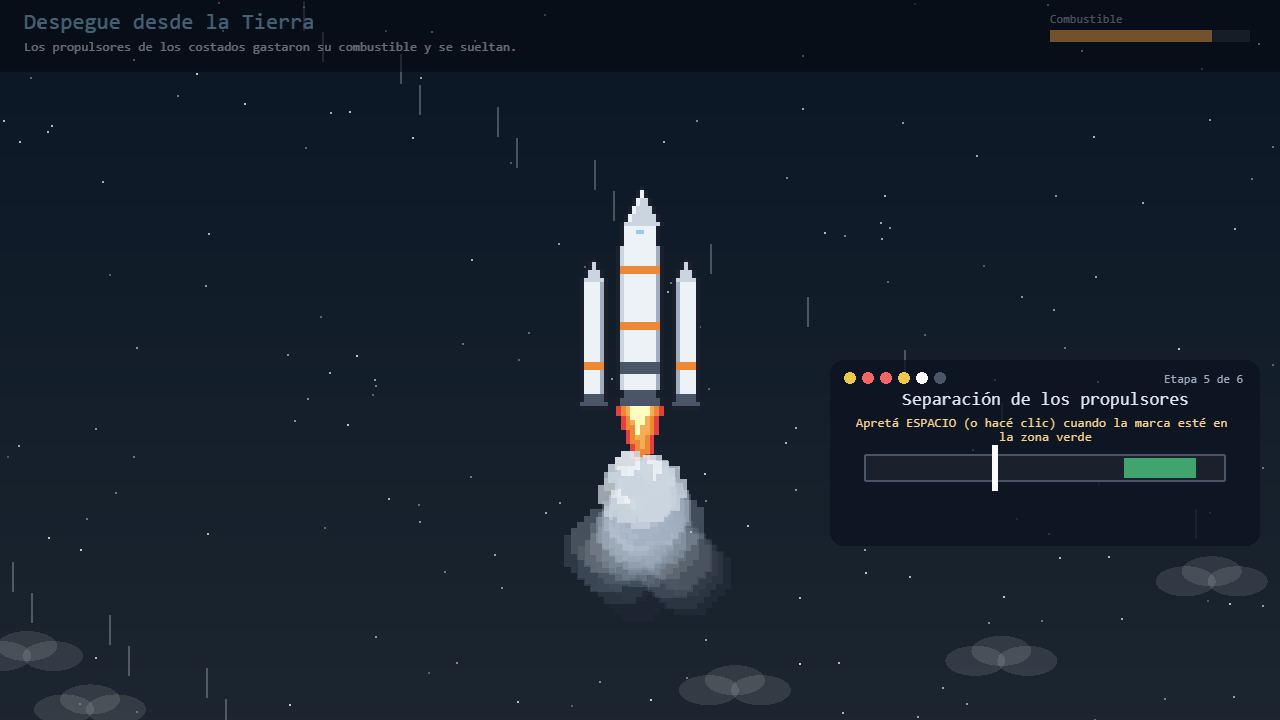 Despegue desde la Tierra
Los propulsores de los costados gastaron su combustible y se sueltan.
Combustible
Etapa 5 de 6
Separación de los propulsores
Apretá ESPACIO (o hacé clic) cuando la marca esté en
la zona verde